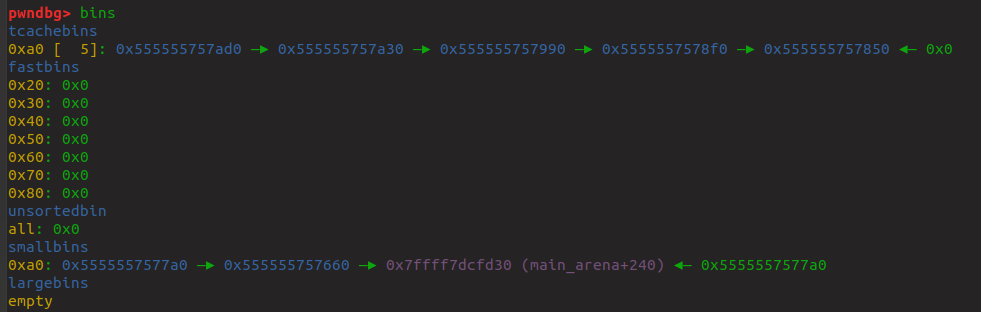 pwndbg> bins
tcachebins
0xa0 [  5]: 0x555555757ad0 —▸ 0x555555757a30 —▸ 0x555555757990 —▸ 0x5555557578f0 —▸ 0x555555757850 ◂— 0x0
fastbins
0x20: 0x0
0x30: 0x0
0x40: 0x0
0x50: 0x0
0x60: 0x0
0x70: 0x0
0x80: 0x0
unsortedbin
all: 0x0
smallbins
0xa0: 0x5555557577a0 —▸ 0x555555757660 —▸ 0x7ffff7dcfd30 (main_arena+240) ◂— 0x5555557577a0
largebins
empty